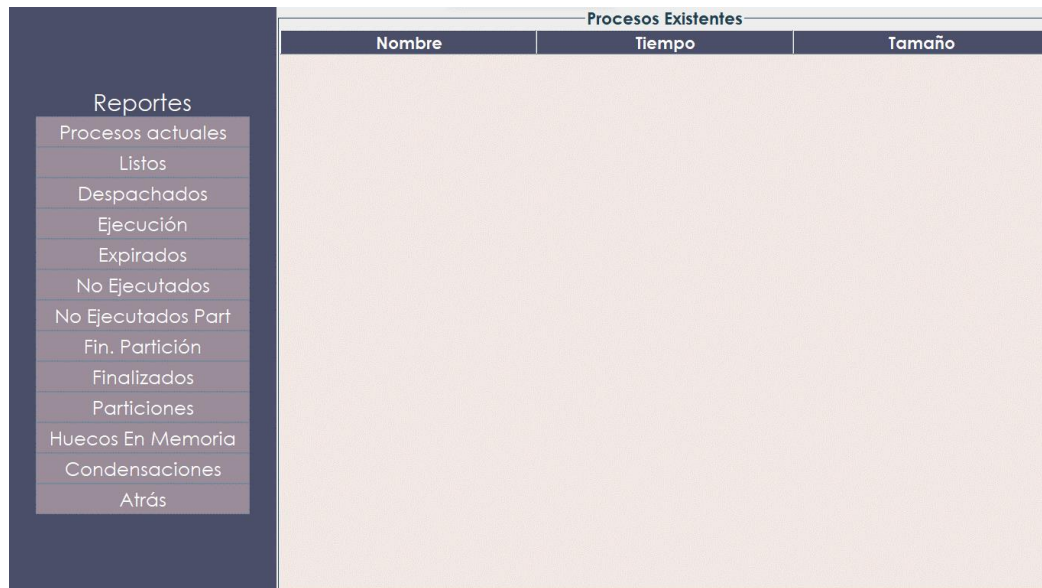 Procesos Existentes
Nombre Tiempo Tamaño
Reportes
Procesos actuales
Listos
Despachados
Ejecución
Expirados
No Ejecutados
No Ejecutados Part
Fin. Partición
Finalizados
Particiones
Huecos En Memoria
Condensaciones
Atrás